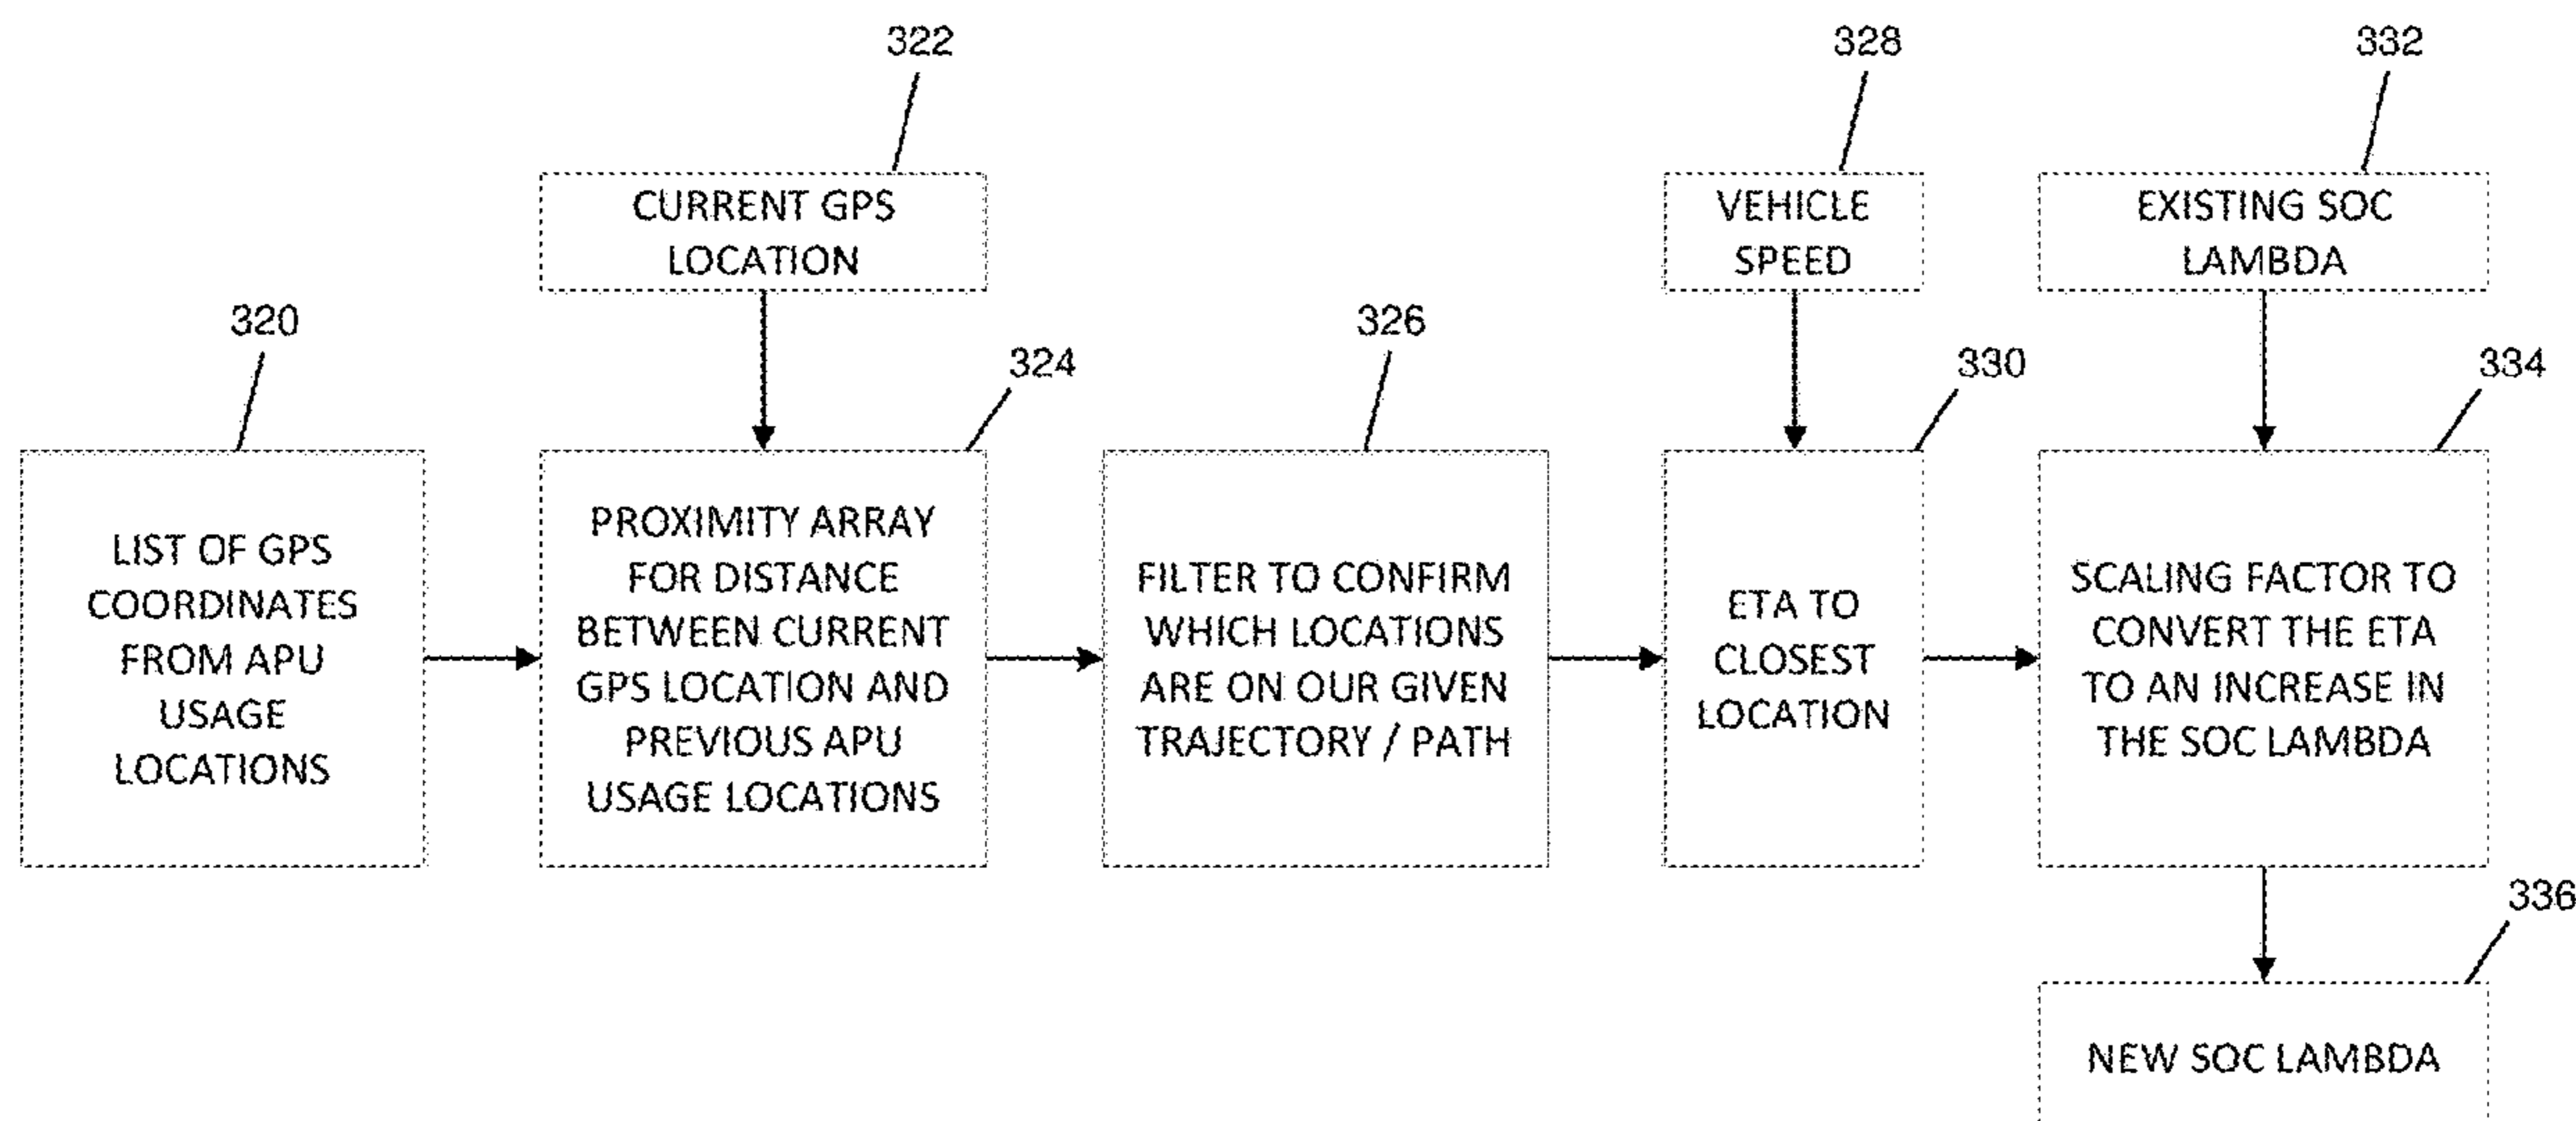 322
328
332
CURRENT GPS
LOCATION
VEHICLE
SPEED
EXISTING SOC
LAMBDA
320
324
326
330
334
LIST OF GPS
COORDINATES
FROM APU
USAGE
LOCATIONS
PROXIMITY ARRAY
FOR DISTANCE
BETWEEN CURRENT
GPS LOCATION AND
PREVIOUS APU
USAGE LOCATIONS
FILTER TO CONFIRM
WHICH LOCATIONS
ARE ON OUR GIVEN
TRAJECTORY / PATH
ETA TO
CLOSEST
LOCATION
SCALING FACTOR TO
CONVERT THE ETA
TO AN INCREASE IN
THE SOC LAMBDA
336
NEW SOC LAMBDA